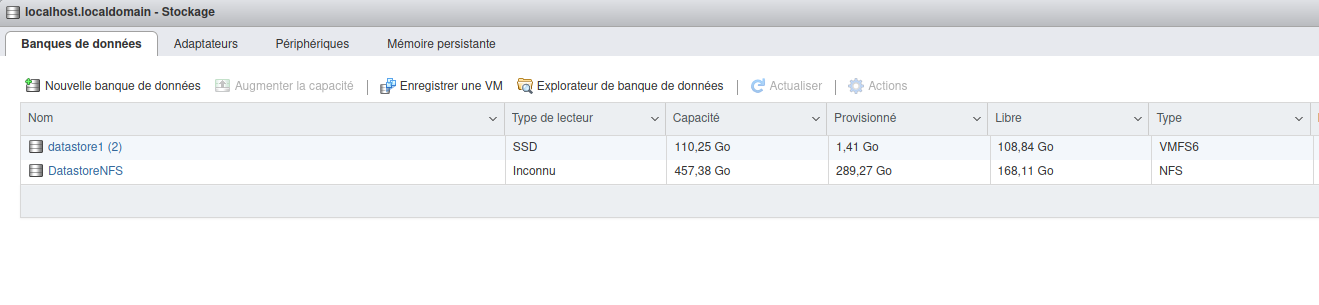 localhost.localdomain - Stockage
Banques de données Adaptateurs Périphériques Mémoire persistante
Nouvelle banque de données Augmenter la capacité Enregistrer une VM Explorateur de banque de données Actualiser Actions
Nom Type de lecteur Capacité Provisionné Libre Type
datastore1 (2) SSD 110,25 Go 1,41 Go 108,84 Go VMFS6
DatastoreNFS Inconnu 457,38 Go 289,27 Go 168,11 Go NFS